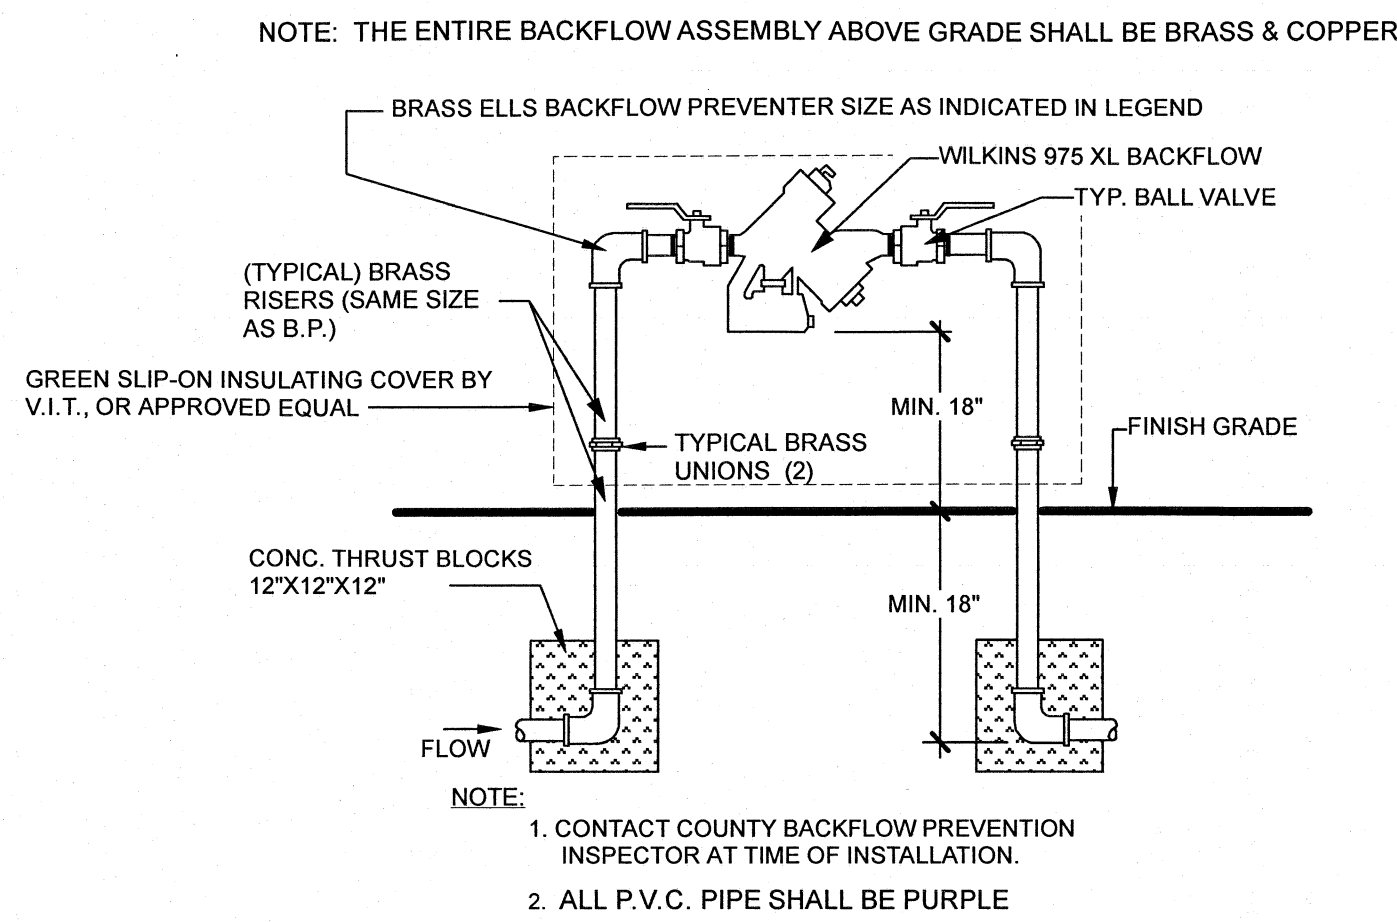 NOTE: THE ENTIRE BACKFLOW ASSEMBLY ABOVE GRADE SHALL BE BRASS & COPPER
BRASS ELLS BACKFLOW PREVENTER SIZE AS INDICATED IN LEGEND
WILKINS 975 XL BACKFLOW
TYP. BALL VALVE
(TYPICAL) BRASS
RISERS (SAME SIZE
AS B.P.)
GREEN SLIP-ON INSULATING COVER BY
V.I.T., OR APPROVED EQUAL
MIN. 18"
FINISH GRADE
TYPICAL BRASS
UNIONS (2)
CONC. THRUST BLOCKS
12"X12"X12"
MIN. 18"
FLOW
NOTE:
1. CONTACT COUNTY BACKFLOW PREVENTION
INSPECTOR AT TIME OF INSTALLATION.
2. ALL P.V.C. PIPE SHALL BE PURPLE